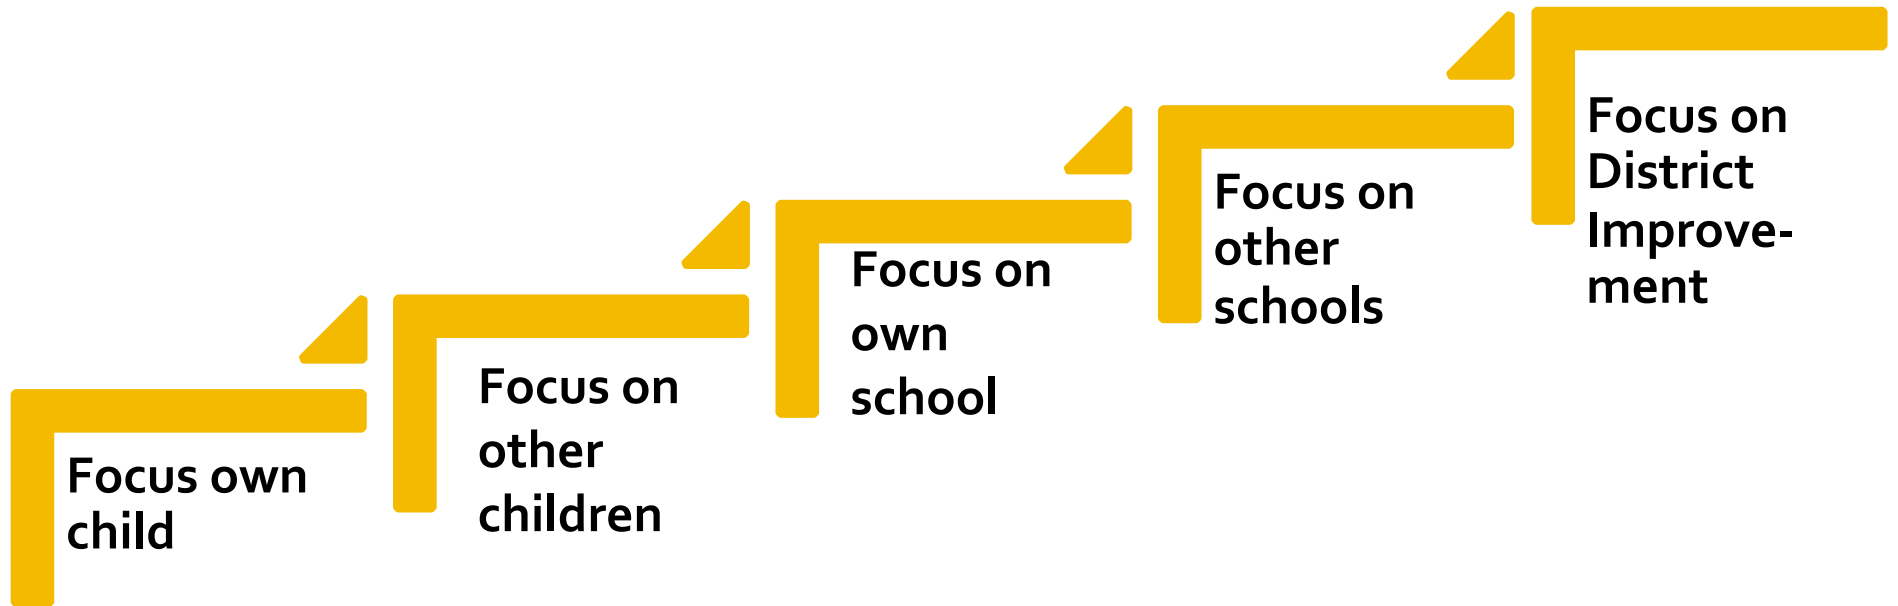 Focus own
child
Focus on
other
children
Focus on
own
school
Focus on
other
schools
Focus on
District
Improve-
ment